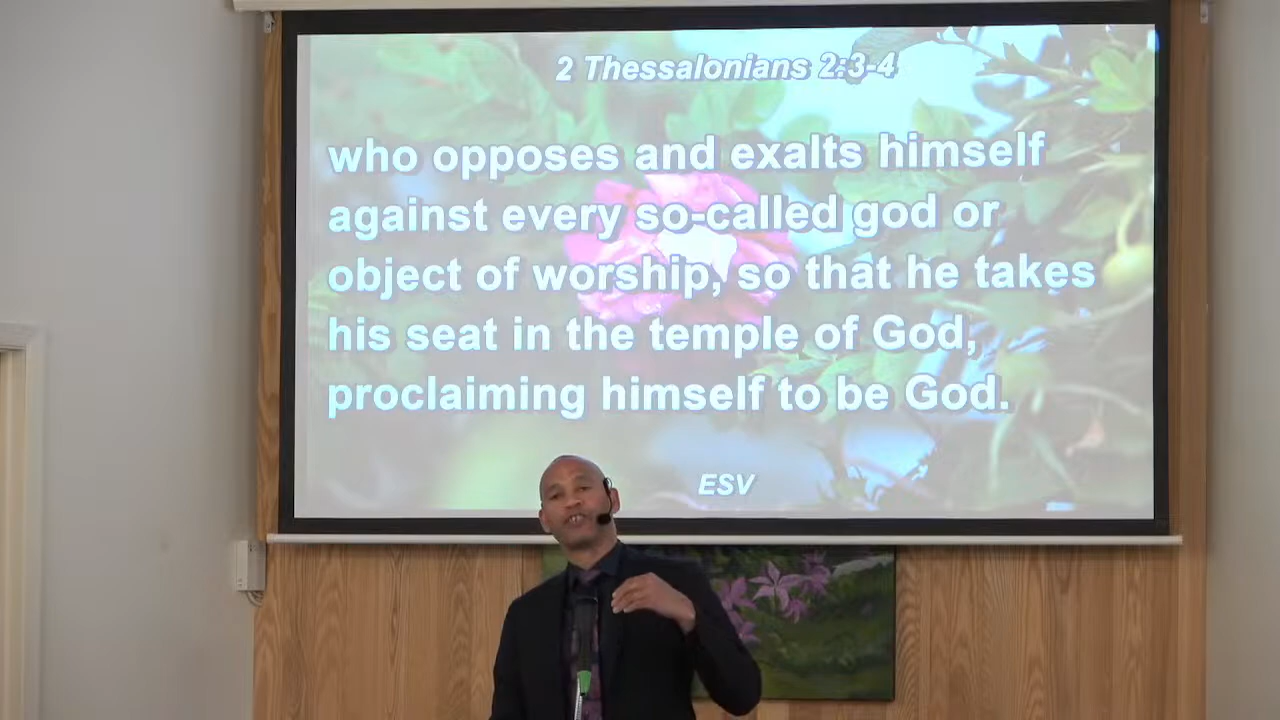 2 Thessalonians 2:3-4
who opposes and exalts himself
against every so-called god or
object of worship, so that he takes
his seat in the temple of God,
proclaiming himself to be God.
ESV